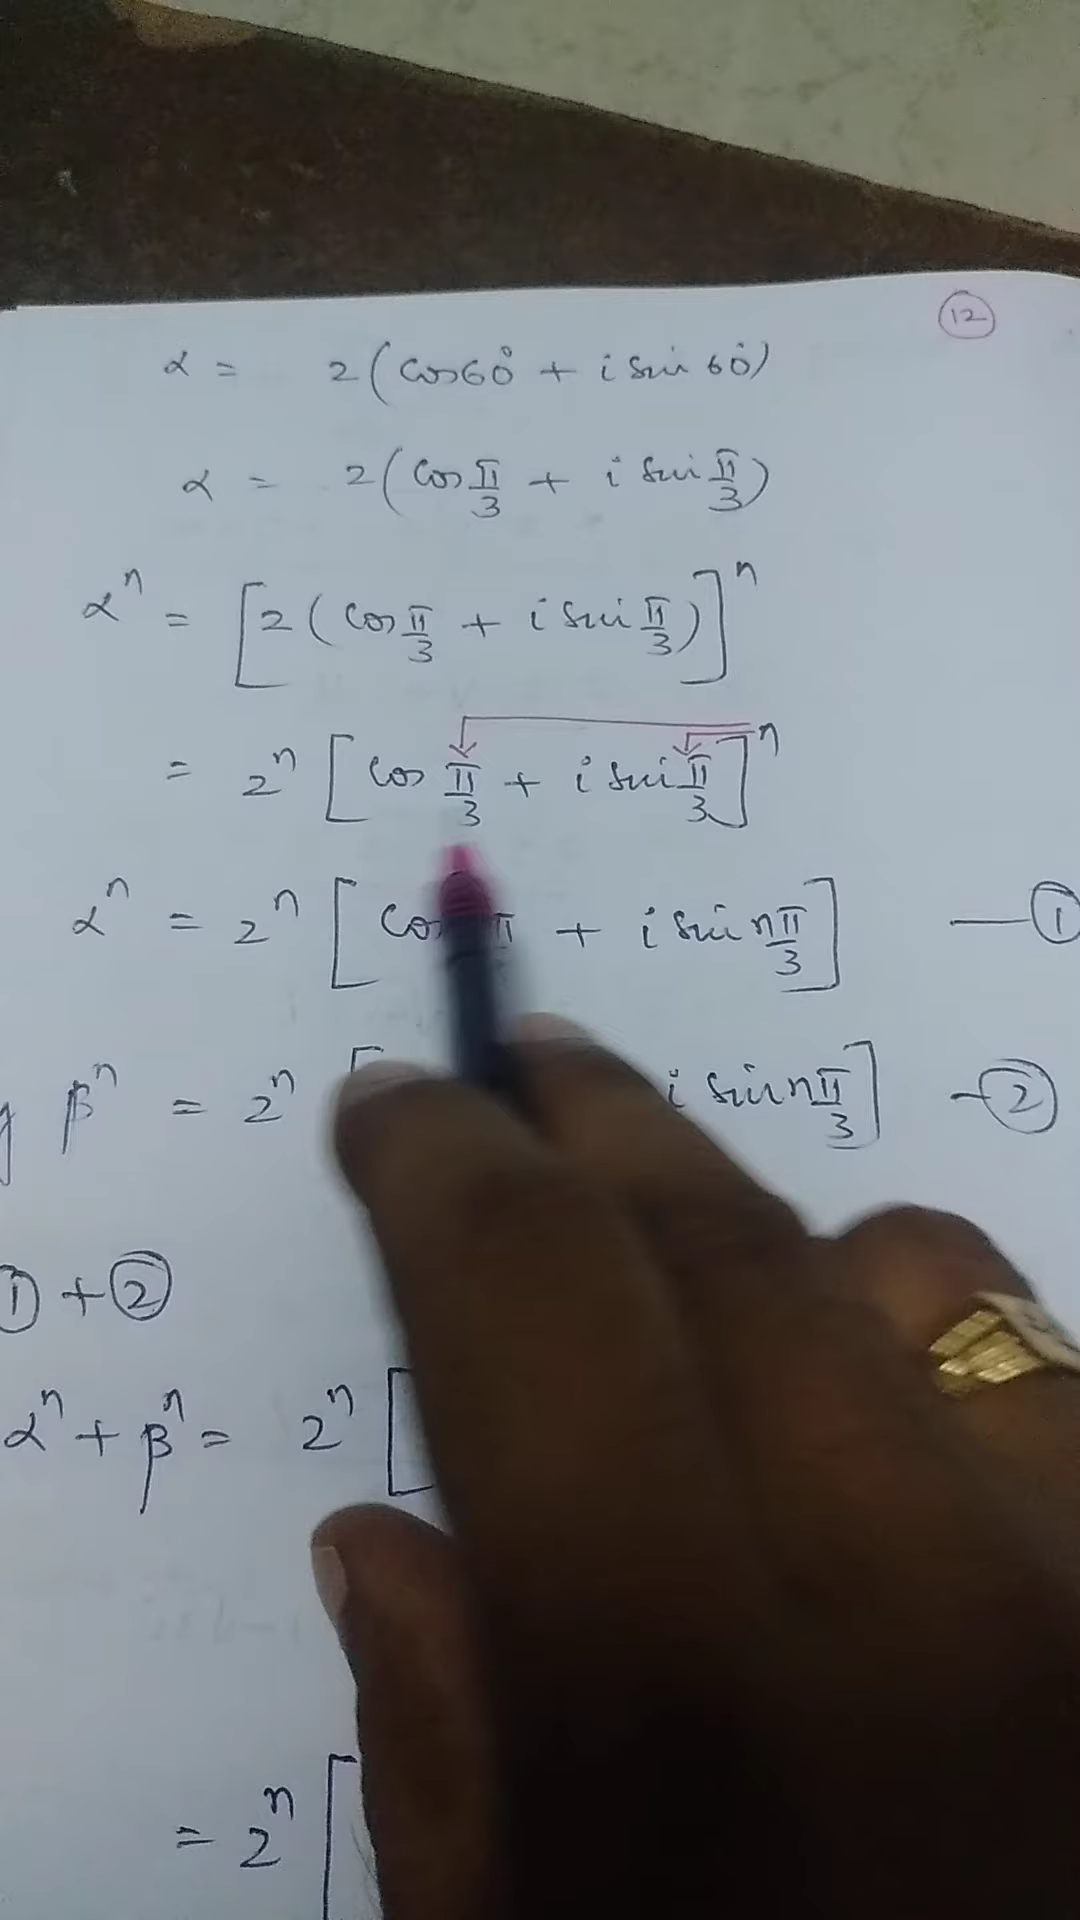 12
α = 2(cos60° + i sin 60°)
α = 2(cos π/3 + i sin π/3)
αⁿ = [2(cos π/3 + i sin π/3)]ⁿ
= 2ⁿ [cos π/3 + i sin π/3]ⁿ
αⁿ = 2ⁿ [ + i sin nπ/3] — ①
βⁿ = 2ⁿ [ i sin nπ/3] — ②
① + ②
αⁿ + βⁿ = 2ⁿ [
= 2ⁿ [